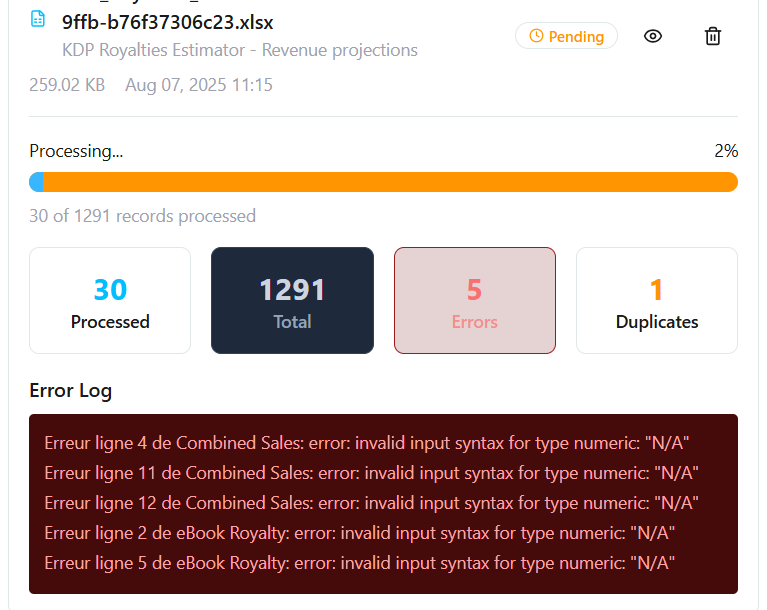 9ffb-b76f37306c23.xlsx
Pending
KDP Royalties Estimator - Revenue projections
259.02 KB Aug 07, 2025 11:15
Processing... 2%
30 of 1291 records processed
30
Processed
1291
Total
5
Errors
1
Duplicates
Error Log
Erreur ligne 4 de Combined Sales: error: invalid input syntax for type numeric: "N/A"
Erreur ligne 11 de Combined Sales: error: invalid input syntax for type numeric: "N/A"
Erreur ligne 12 de Combined Sales: error: invalid input syntax for type numeric: "N/A"
Erreur ligne 2 de eBook Royalty: error: invalid input syntax for type numeric: "N/A"
Erreur ligne 5 de eBook Royalty: error: invalid input syntax for type numeric: "N/A"